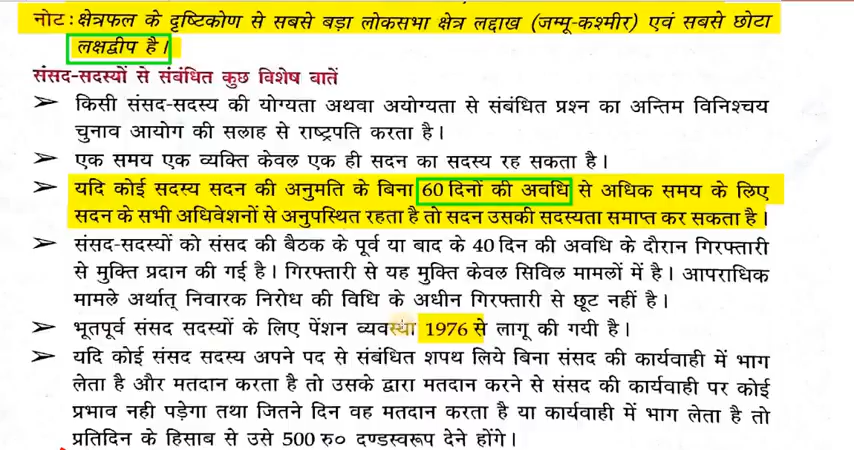 नोट : क्षेत्रफल के दृष्टिकोण से सबसे बड़ा लोकसभा क्षेत्र लद्दाख (जम्मू-कश्मीर) एवं सबसे छोटा
लक्षद्वीप है।
संसद-सदस्यों से संबंधित कुछ विशेष बातें
➢ किसी संसद-सदस्य की योग्यता अथवा अयोग्यता से संबंधित प्रश्न का अन्तिम विनिश्चय
चुनाव आयोग की सलाह से राष्ट्रपति करता है।
➢ एक समय एक व्यक्ति केवल एक ही सदन का सदस्य रह सकता है।
➢ यदि कोई सदस्य सदन की अनुमति के बिना 60 दिनों की अवधि से अधिक समय के लिए
सदन के सभी अधिवेशनों से अनुपस्थित रहता है तो सदन उसकी सदस्यता समाप्त कर सकता है।
➢ संसद-सदस्यों को संसद की बैठक के पूर्व या बाद के 40 दिन की अवधि के दौरान गिरफ्तारी
से मुक्ति प्रदान की गई है। गिरफ्तारी से यह मुक्ति केवल सिविल मामलों में है। आपराधिक
मामले अर्थात् निवारक निरोध की विधि के अधीन गिरफ्तारी से छूट नहीं है।
➢ भूतपूर्व संसद सदस्यों के लिए पेंशन व्यवस्था 1976 से लागू की गयी है।
➢ यदि कोई संसद सदस्य अपने पद से संबंधित शपथ लिये बिना संसद की कार्यवाही में भाग
लेता है और मतदान करता है तो उसके द्वारा मतदान करने से संसद की कार्यवाही पर कोई
प्रभाव नही पड़ेगा तथा जितने दिन वह मतदान करता है या कार्यवाही में भाग लेता है तो
प्रतिदिन के हिसाब से उसे 500 रु० दण्डस्वरूप देने होंगे।